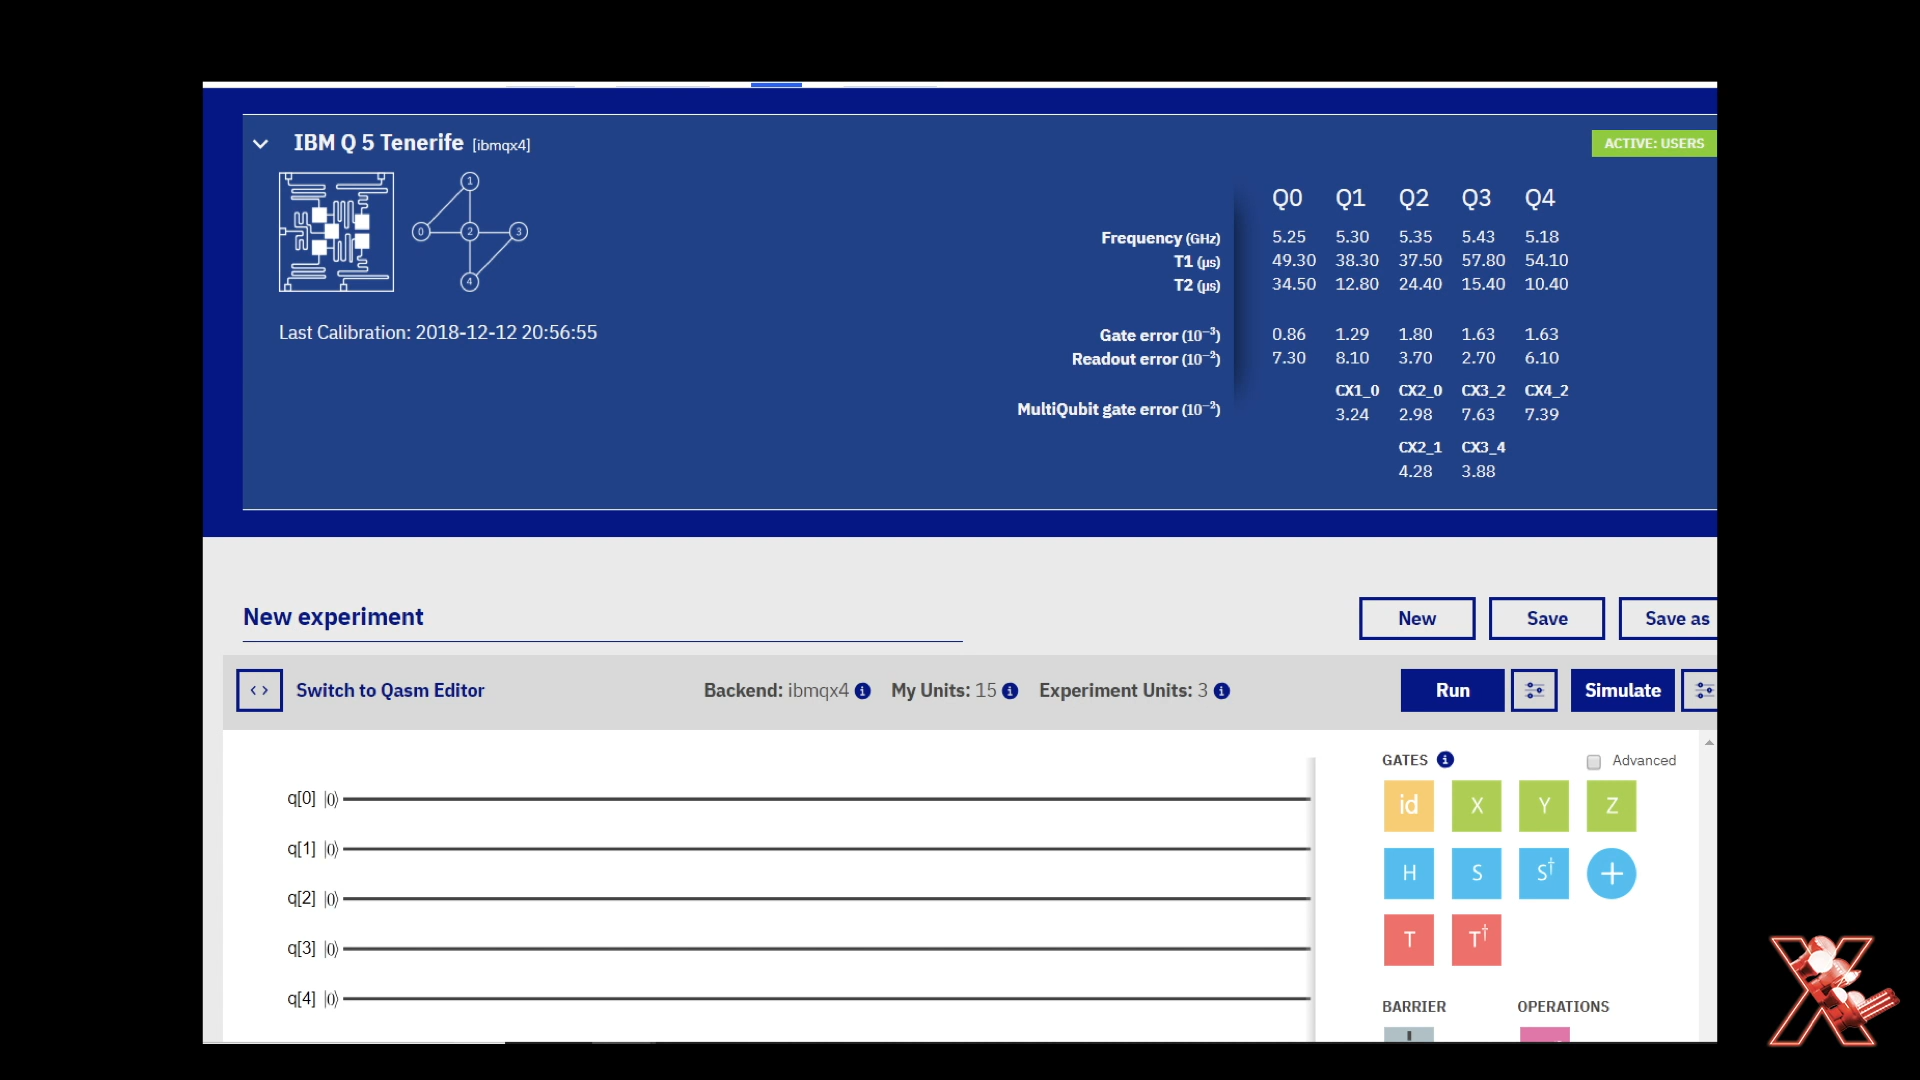 IBM Q 5 Tenerife [ibmqx4]
ACTIVE: USERS
1
0 2 3
4
Last Calibration: 2018-12-12 20:56:55
Q0 Q1 Q2 Q3 Q4
Frequency (GHz) 5.25 5.30 5.35 5.43 5.18
T1 (µs) 49.30 38.30 37.50 57.80 54.10
T2 (µs) 34.50 12.80 24.40 15.40 10.40
Gate error (10⁻³) 0.86 1.29 1.80 1.63 1.63
Readout error (10⁻²) 7.30 8.10 3.70 2.70 6.10
CX1_0 CX2_0 CX3_2 CX4_2
MultiQubit gate error (10⁻²) 3.24 2.98 7.63 7.39
CX2_1 CX3_4
4.28 3.88
New experiment
New Save Save as
<> Switch to Qasm Editor Backend: ibmqx4 i My Units: 15 i Experiment Units: 3 i Run Simulate
GATES i Advanced
id X Y Z
H S S† +
T T†
BARRIER OPERATIONS
q[0] |0⟩
q[1] |0⟩
q[2] |0⟩
q[3] |0⟩
q[4] |0⟩
X